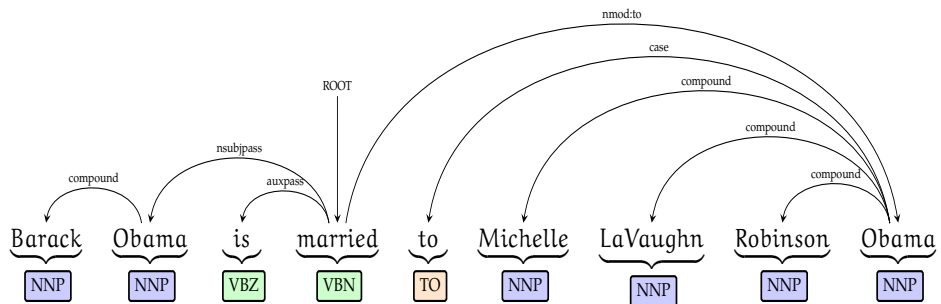 nmod:to
case
compound
ROOT
compound
nsubjpass
compound
auxpass
compound
Barack Obama is married to Michelle LaVaughn Robinson Obama
NNP NNP VBZ VBN TO NNP NNP NNP NNP